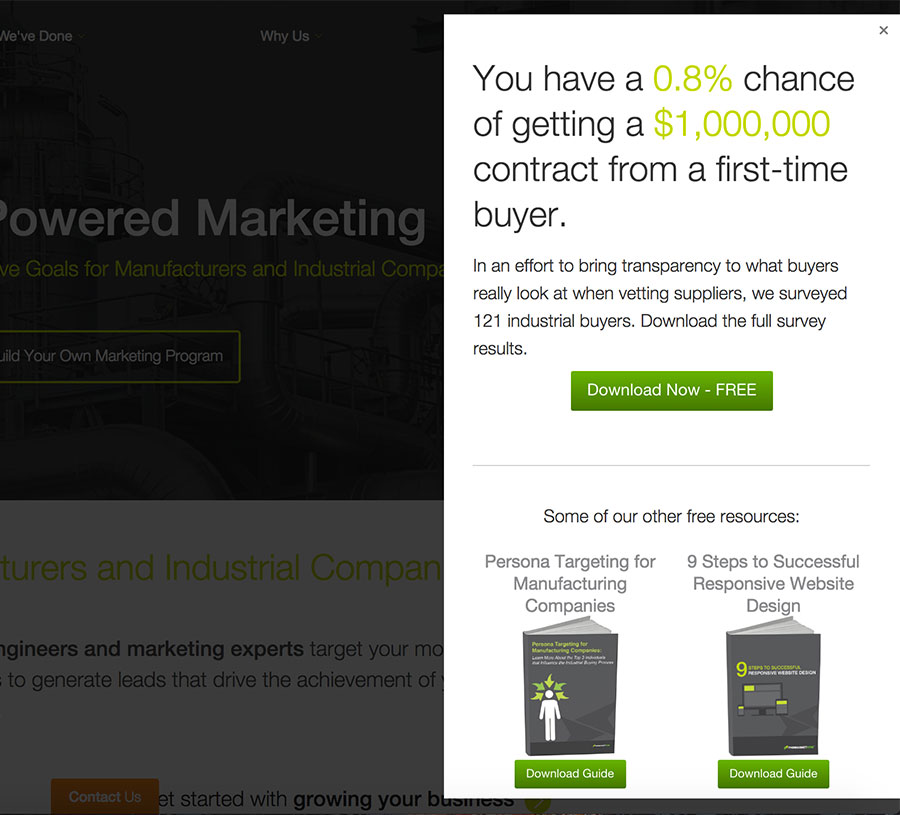 We've Done
Why Us
Powered Marketing
ve Goals for Manufacturers and Industrial Compa
uild Your Own Marketing Program
turers and Industrial Compan
ngineers and marketing experts target your mo
s to generate leads that drive the achievement of y
Contact Us
et started with growing your business
×
You have a 0.8% chance
of getting a $1,000,000
contract from a first-time
buyer.
In an effort to bring transparency to what buyers
really look at when vetting suppliers, we surveyed
121 industrial buyers. Download the full survey
results.
Download Now - FREE
Some of our other free resources:
Persona Targeting for
Manufacturing
Companies
Persona Targeting for
Manufacturing Companies:
Learn More About the Top 3 Individuals
that Influence the Industrial Buying Process
Download Guide
9 Steps to Successful
Responsive Website
Design
9 STEPS TO SUCCESSFUL
RESPONSIVE WEBSITE DESIGN
Download Guide